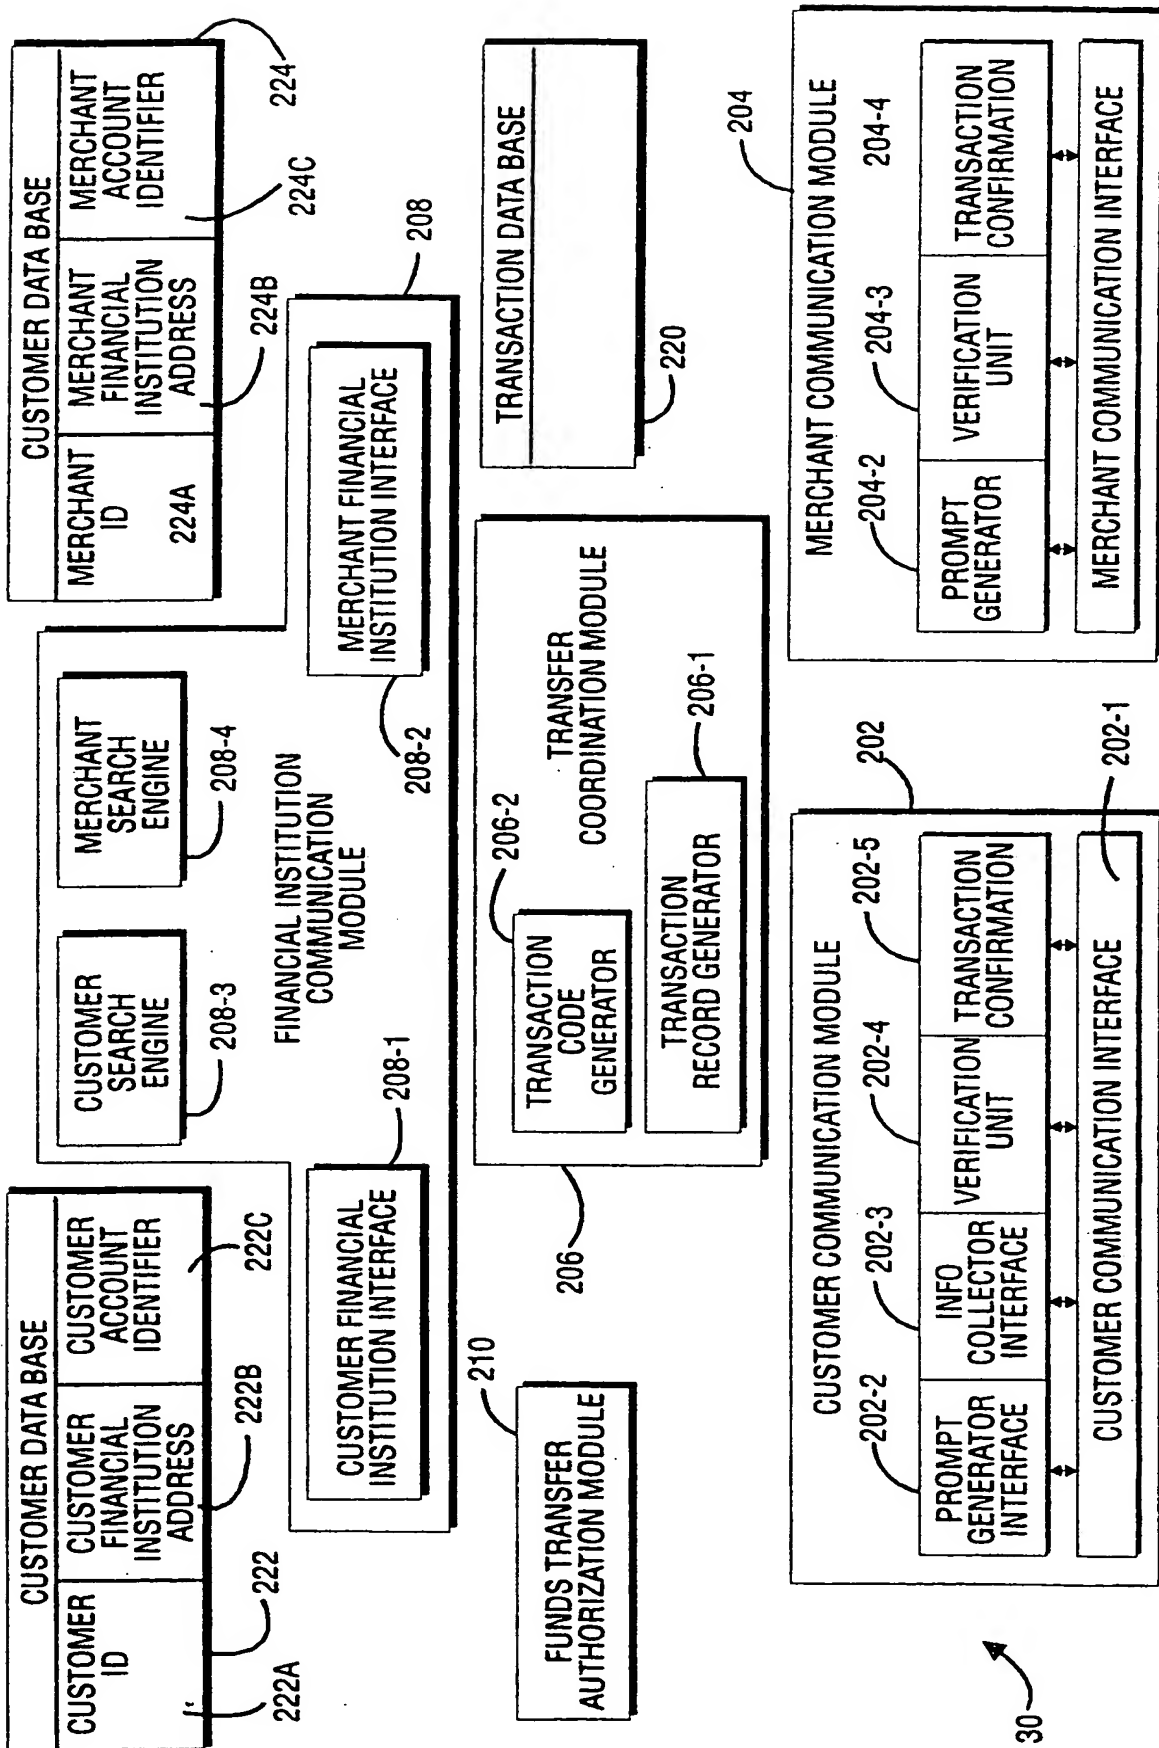 CUSTOMER DATA BASE
CUSTOMER
ID
CUSTOMER
FINANCIAL
INSTITUTION
ADDRESS
CUSTOMER
ACCOUNT
IDENTIFIER
222A
222
222B
222C
CUSTOMER
SEARCH
ENGINE
208-3
MERCHANT
SEARCH
ENGINE
208-4
FINANCIAL INSTITUTION
COMMUNICATION
MODULE
208-1
CUSTOMER FINANCIAL
INSTITUTION INTERFACE
208-2
MERCHANT FINANCIAL
INSTITUTION INTERFACE
208
CUSTOMER DATA BASE
MERCHANT
ID
224A
MERCHANT
FINANCIAL
INSTITUTION
ADDRESS
224B
MERCHANT
ACCOUNT
IDENTIFIER
224C
224
210
FUNDS TRANSFER
AUTHORIZATION MODULE
206
206-2
TRANSACTION
CODE
GENERATOR
TRANSFER
COORDINATION MODULE
TRANSACTION
RECORD GENERATOR
206-1
TRANSACTION DATA BASE
220
30
CUSTOMER COMMUNICATION MODULE
202
202-2
202-3
202-4
202-5
PROMPT
GENERATOR
INTERFACE
INFO
COLLECTOR
INTERFACE
VERIFICATION
UNIT
TRANSACTION
CONFIRMATION
CUSTOMER COMMUNICATION INTERFACE
202-1
MERCHANT COMMUNICATION MODULE
204
204-2
204-3
204-4
PROMPT
GENERATOR
VERIFICATION
UNIT
TRANSACTION
CONFIRMATION
MERCHANT COMMUNICATION INTERFACE